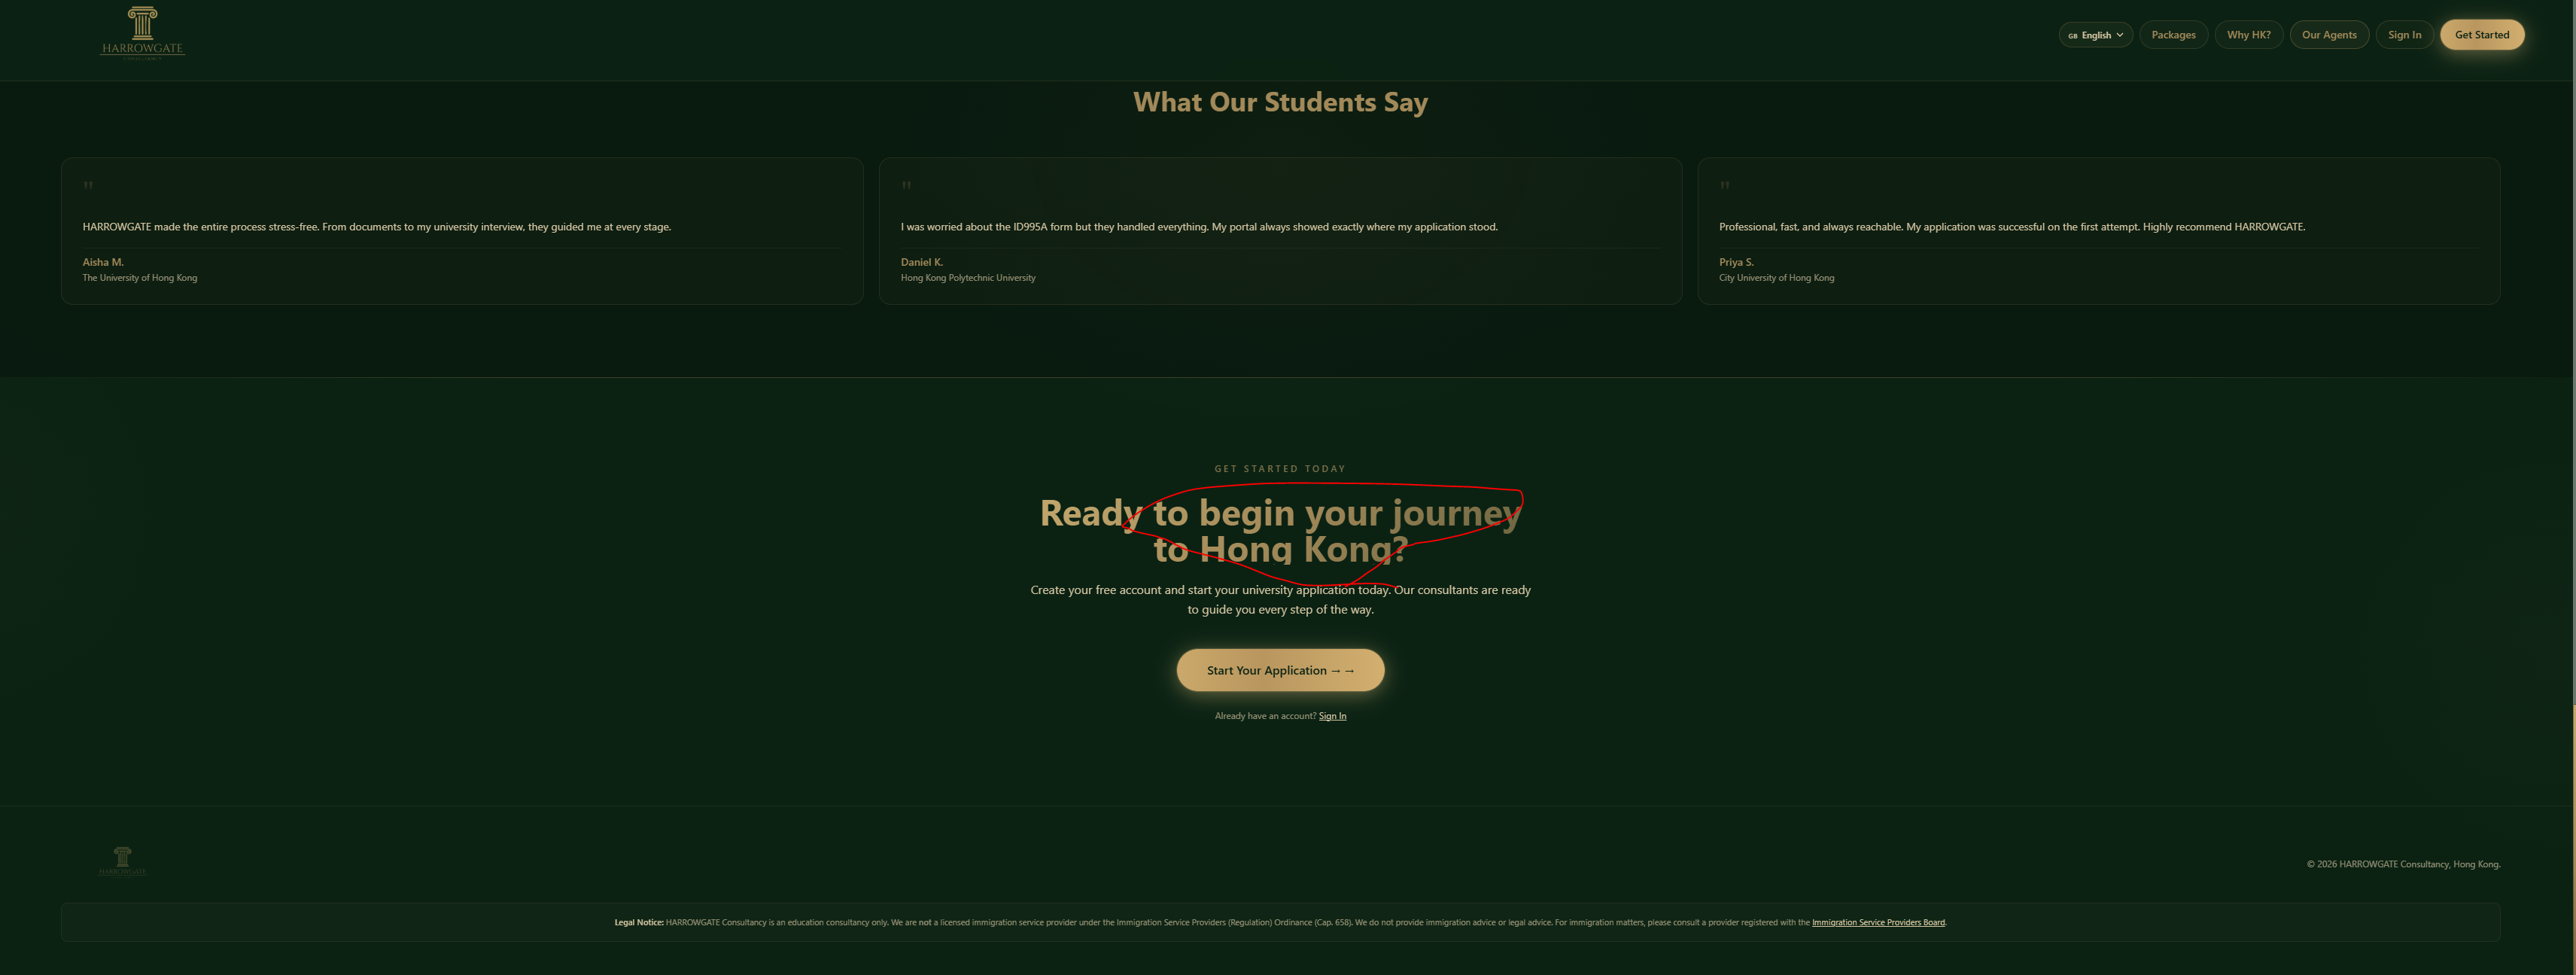 HARROWGATE
CONSULTANCY
GB English
Packages
Why HK?
Our Agents
Sign In
Get Started
What Our Students Say
"
HARROWGATE made the entire process stress-free. From documents to my university interview, they guided me at every stage.
Aisha M.
The University of Hong Kong
"
I was worried about the ID995A form but they handled everything. My portal always showed exactly where my application stood.
Daniel K.
Hong Kong Polytechnic University
"
Professional, fast, and always reachable. My application was successful on the first attempt. Highly recommend HARROWGATE.
Priya S.
City University of Hong Kong
GET STARTED TODAY
Ready to begin your journey
to Hong Kong?
Create your free account and start your university application today. Our consultants are ready
to guide you every step of the way.
Start Your Application → →
Already have an account? Sign In
HARROWGATE
© 2026 HARROWGATE Consultancy, Hong Kong.
Legal Notice: HARROWGATE Consultancy is an education consultancy only. We are not a licensed immigration service provider under the Immigration Service Providers (Regulation) Ordinance (Cap. 658). We do not provide immigration advice or legal advice. For immigration matters, please consult a provider registered with the Immigration Service Providers Board.